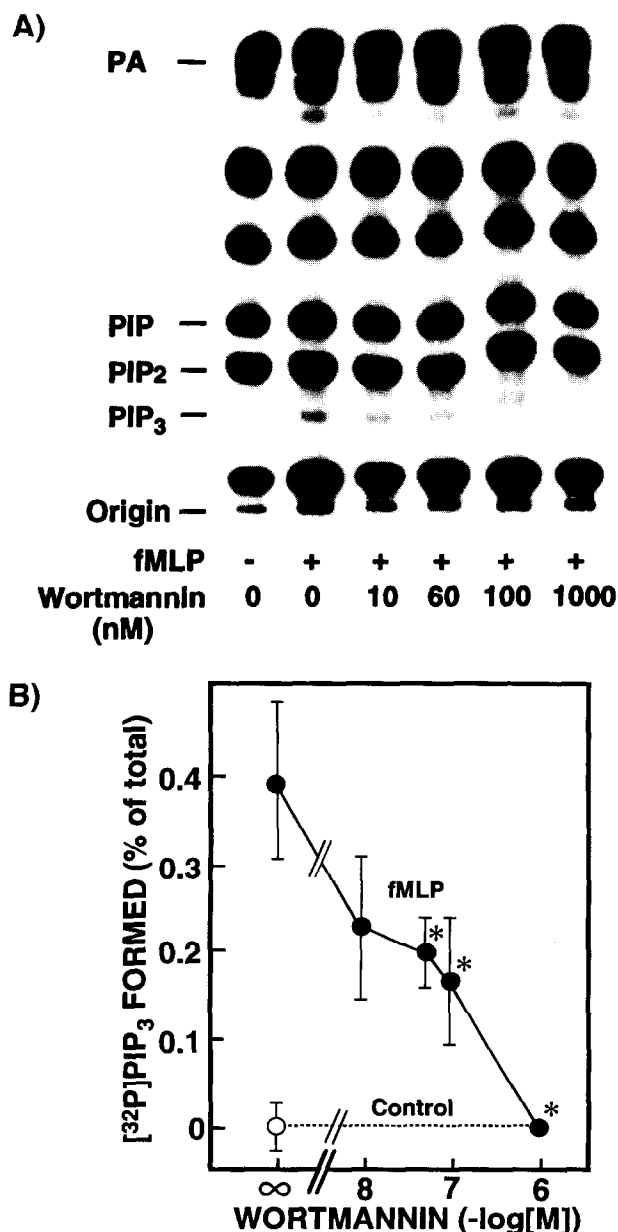 A)
PA —
PIP —
PIP2 —
PIP3 —
Origin —
fMLP - + + + + +
Wortmannin 0 0 10 60 100 1000
(nM)
B)
[32P]PIP3 FORMED (% of total)
0.4
0.3
0.2
0.1
0
fMLP
*
*
*
Control
∞ 8 7 6
WORTMANNIN (-log[M])